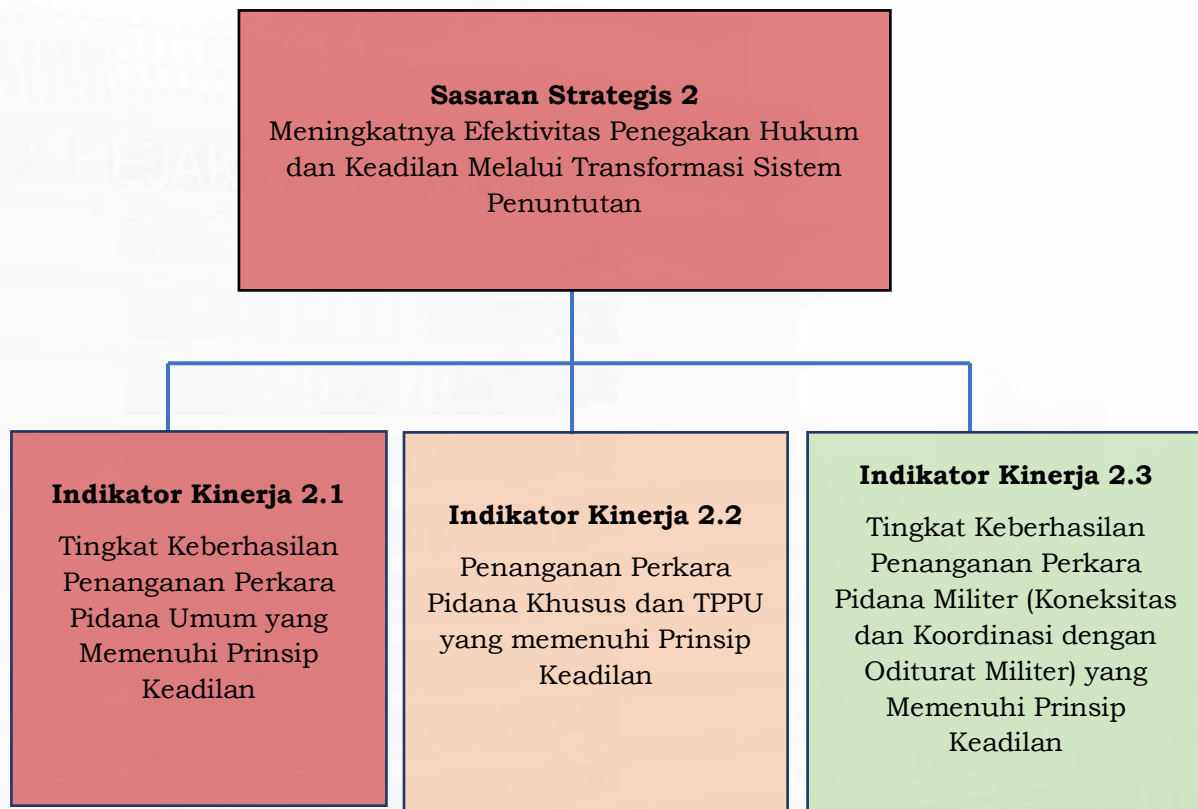 Sasaran Strategis 2
Meningkatnya Efektivitas Penegakan Hukum
dan Keadilan Melalui Transformasi Sistem
Penuntutan
Indikator Kinerja 2.1
Tingkat Keberhasilan
Penanganan Perkara
Pidana Umum yang
Memenuhi Prinsip
Keadilan
Indikator Kinerja 2.2
Penanganan Perkara
Pidana Khusus dan TPPU
yang memenuhi Prinsip
Keadilan
Indikator Kinerja 2.3
Tingkat Keberhasilan
Penanganan Perkara
Pidana Militer (Koneksitas
dan Koordinasi dengan
Oditurat Militer) yang
Memenuhi Prinsip
Keadilan